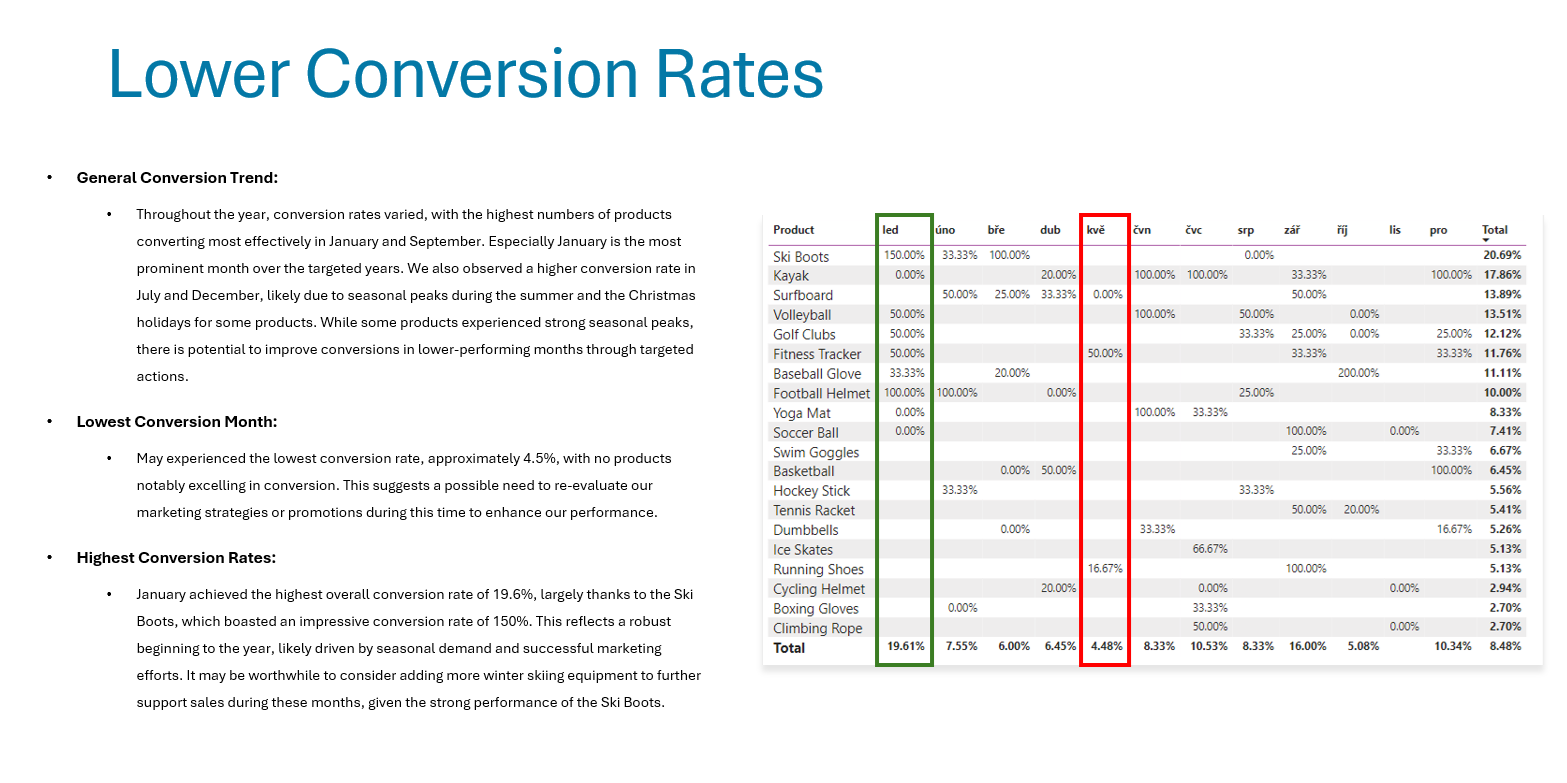 Lower Conversion Rates
• General Conversion Trend:
• Throughout the year, conversion rates varied, with the highest numbers of products
converting most effectively in January and September. Especially January is the most
prominent month over the targeted years. We also observed a higher conversion rate in
July and December, likely due to seasonal peaks during the summer and the Christmas
holidays for some products. While some products experienced strong seasonal peaks,
there is potential to improve conversions in lower-performing months through targeted
actions.
• Lowest Conversion Month:
• May experienced the lowest conversion rate, approximately 4.5%, with no products
notably excelling in conversion. This suggests a possible need to re-evaluate our
marketing strategies or promotions during this time to enhance our performance.
• Highest Conversion Rates:
• January achieved the highest overall conversion rate of 19.6%, largely thanks to the Ski
Boots, which boasted an impressive conversion rate of 150%. This reflects a robust
beginning to the year, likely driven by seasonal demand and successful marketing
efforts. It may be worthwhile to consider adding more winter skiing equipment to further
support sales during these months, given the strong performance of the Ski Boots.
Product led úno bře dub kvě čvn čvc srp zář říj lis pro Total
Ski Boots 150.00% 33.33% 100.00% 0.00% 20.69%
Kayak 0.00% 20.00% 100.00% 100.00% 33.33% 100.00% 17.86%
Surfboard 50.00% 25.00% 33.33% 0.00% 50.00% 13.89%
Volleyball 50.00% 100.00% 50.00% 0.00% 13.51%
Golf Clubs 50.00% 33.33% 25.00% 0.00% 25.00% 12.12%
Fitness Tracker 50.00% 50.00% 33.33% 33.33% 11.76%
Baseball Glove 33.33% 20.00% 200.00% 11.11%
Football Helmet 100.00% 100.00% 0.00% 25.00% 10.00%
Yoga Mat 0.00% 100.00% 33.33% 8.33%
Soccer Ball 0.00% 100.00% 0.00% 7.41%
Swim Goggles 25.00% 33.33% 6.67%
Basketball 0.00% 50.00% 100.00% 6.45%
Hockey Stick 33.33% 33.33% 5.56%
Tennis Racket 50.00% 20.00% 5.41%
Dumbbells 0.00% 33.33% 16.67% 5.26%
Ice Skates 66.67% 5.13%
Running Shoes 16.67% 100.00% 5.13%
Cycling Helmet 20.00% 0.00% 0.00% 2.94%
Boxing Gloves 0.00% 33.33% 2.70%
Climbing Rope 50.00% 0.00% 2.70%
Total 19.61% 7.55% 6.00% 6.45% 4.48% 8.33% 10.53% 8.33% 16.00% 5.08% 10.34% 8.48%